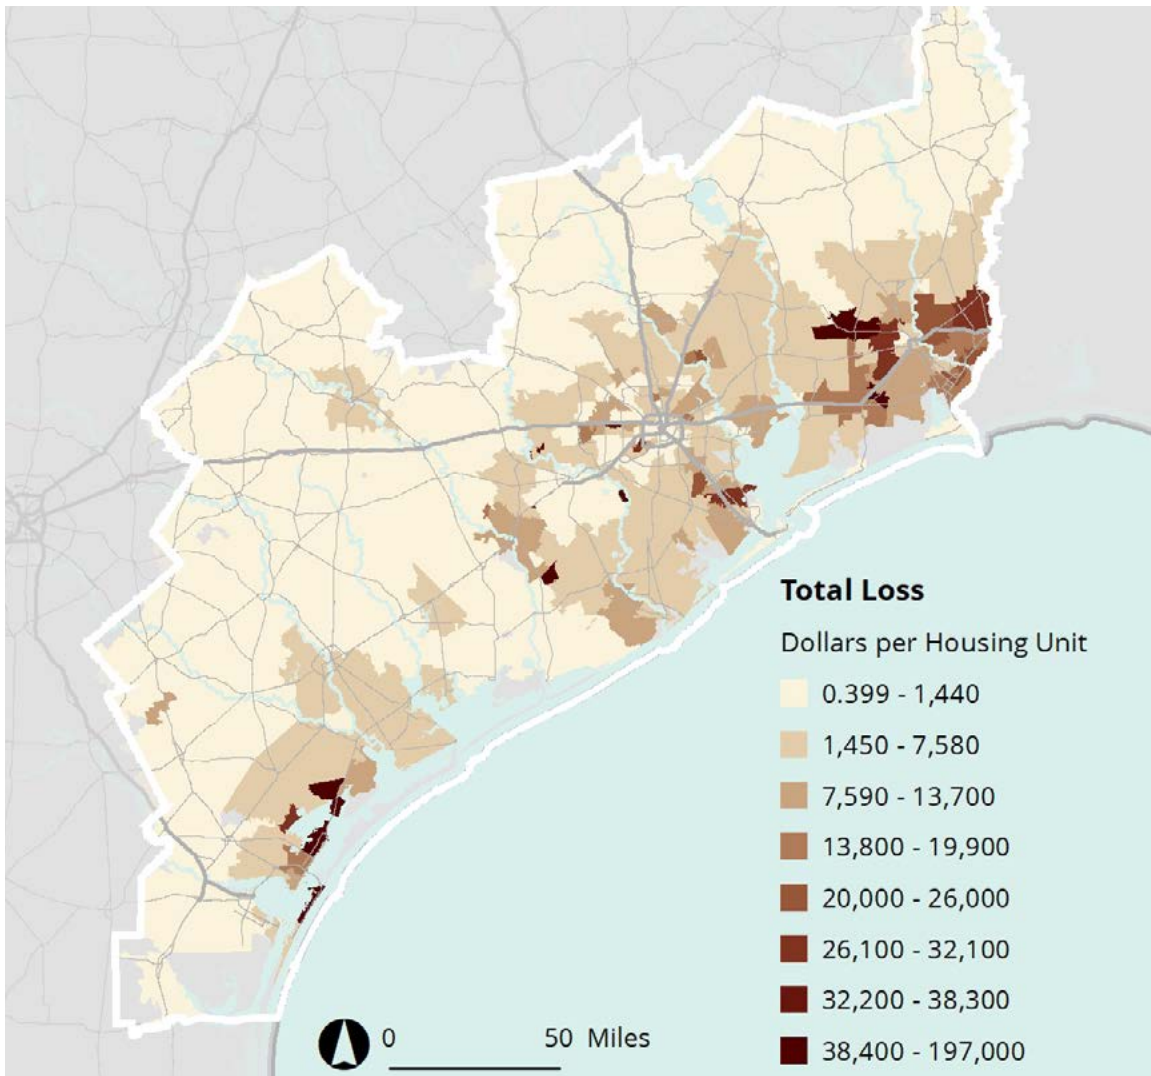 Total Loss
Dollars per Housing Unit
0.399 - 1,440
1,450 - 7,580
7,590 - 13,700
13,800 - 19,900
20,000 - 26,000
26,100 - 32,100
32,200 - 38,300
38,400 - 197,000
0 50 Miles